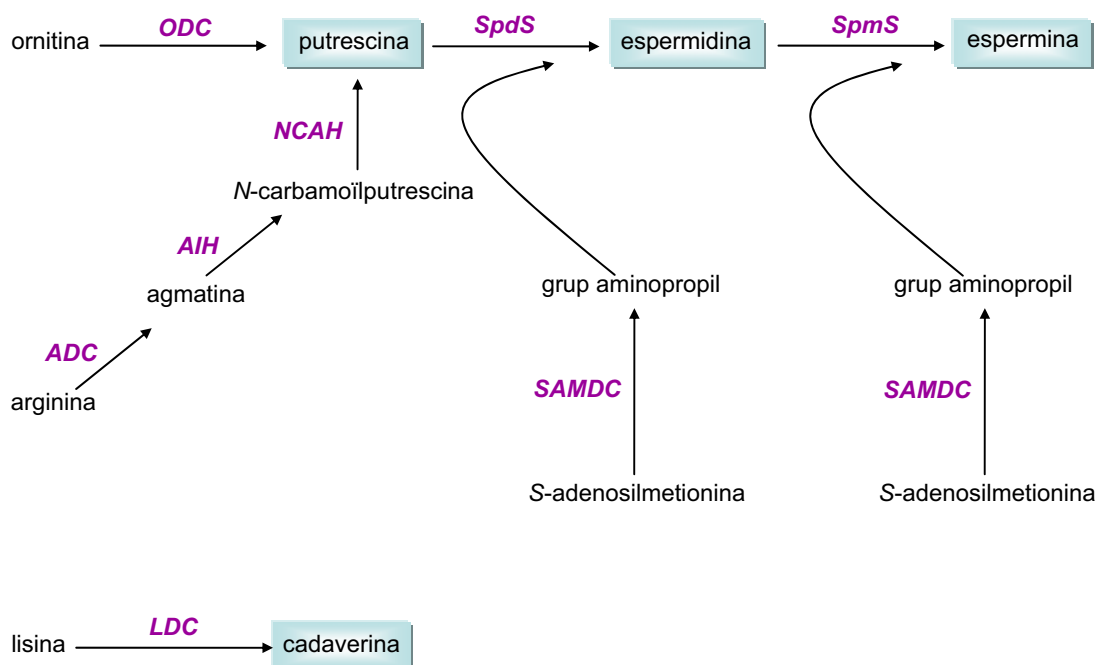 ornitina
ODC
putrescina
SpdS
espermidina
SpmS
espermina
NCAH
N-carbamoïlputrescina
AIH
agmatina
grup aminopropil
grup aminopropil
ADC
arginina
SAMDC
SAMDC
S-adenosilmetionina
S-adenosilmetionina
lisina
LDC
cadaverina